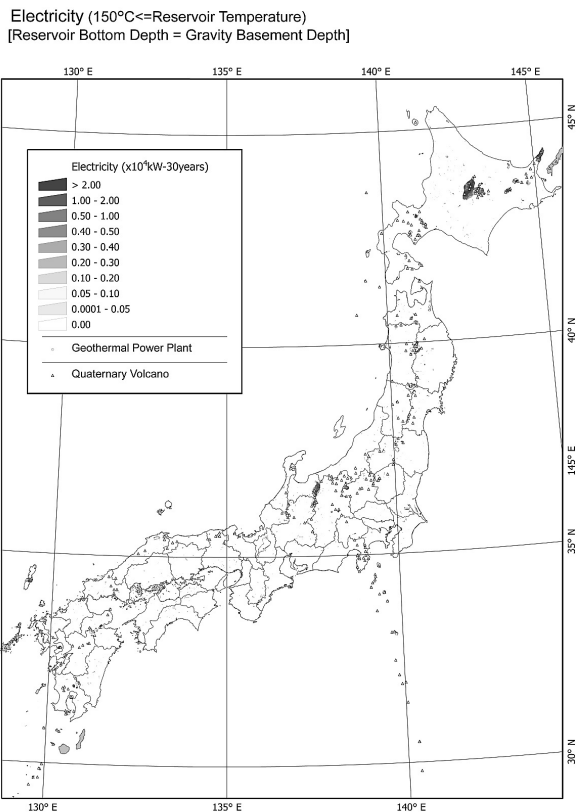 Electricity (150°C<=Reservoir Temperature)
[Reservoir Bottom Depth = Gravity Basement Depth]
130° E 135° E 140° E 145° E
45° N
Electricity (x10⁴kW-30years)
> 2.00
1.00 - 2.00
0.50 - 1.00
0.40 - 0.50
0.30 - 0.40
0.20 - 0.30
0.10 - 0.20
0.05 - 0.10
0.0001 - 0.05
0.00
Geothermal Power Plant
Quaternary Volcano
40° N
145° E
35° N
30° N
130° E 135° E 140° E